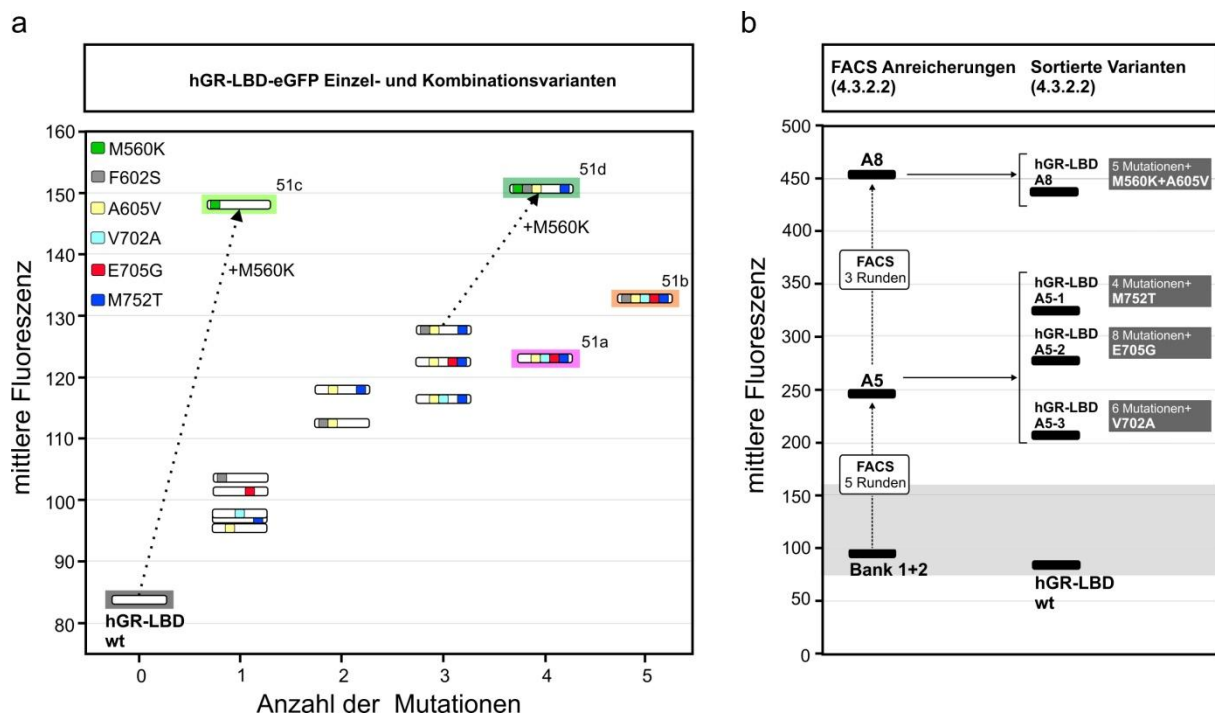 a
hGR-LBD-eGFP Einzel- und Kombinationsvarianten
mittlere Fluoreszenz
160
150
140
130
120
110
100
90
80
M560K
F602S
A605V
V702A
E705G
M752T
51c
51d
+M560K
+M560K
51b
51a
hGR-LBD
wt
0
1
2
3
4
5
Anzahl der Mutationen
b
FACS Anreicherungen
(4.3.2.2)
Sortierte Varianten
(4.3.2.2)
mittlere Fluoreszenz
500
450
400
350
300
250
200
150
100
50
0
A8
FACS
3 Runden
A5
FACS
5 Runden
Bank 1+2
hGR-LBD
A8
5 Mutationen+
M560K+A605V
hGR-LBD
A5-1
4 Mutationen+
M752T
hGR-LBD
A5-2
8 Mutationen+
E705G
hGR-LBD
A5-3
6 Mutationen+
V702A
hGR-LBD
wt